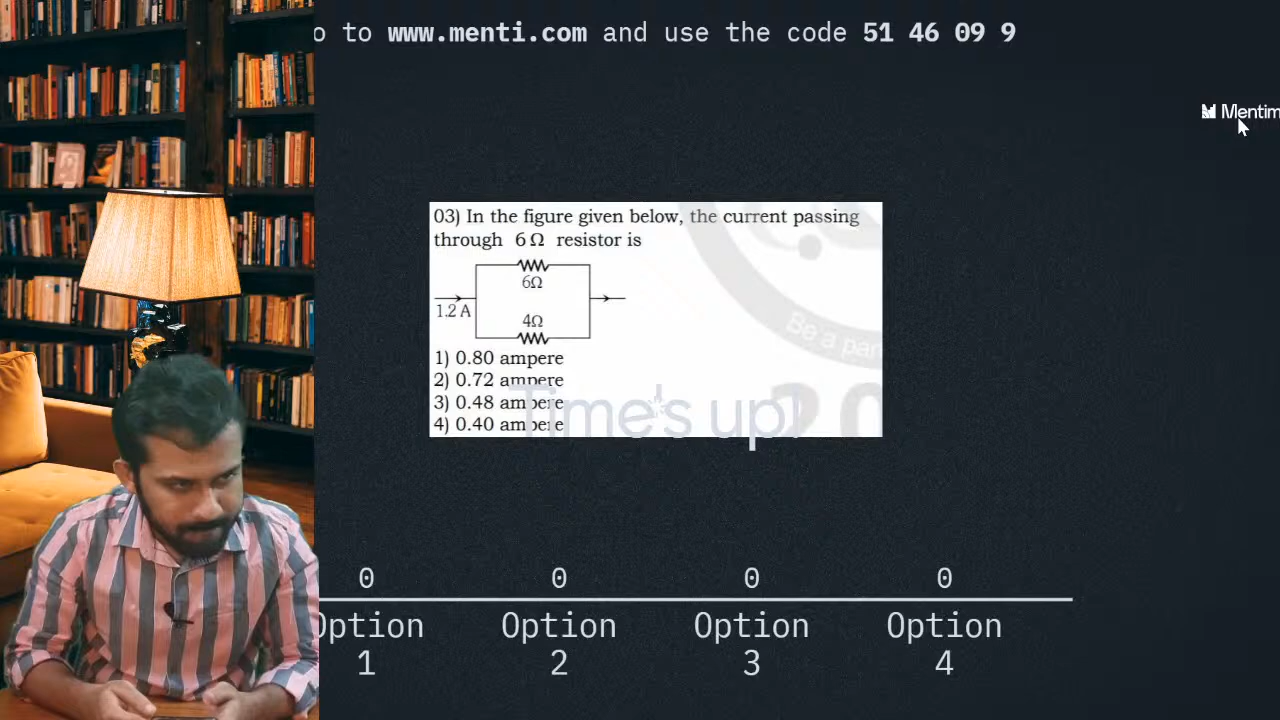 o to www.menti.com and use the code 51 46 09 9
Mentim
03) In the figure given below, the current passing
through 6 Ω resistor is
6Ω
1.2 A
4Ω
1) 0.80 ampere
2) 0.72 ampere
3) 0.48 ampere
4) 0.40 ampere
Time's up!
Be a par
20
0 0 0 0
Option Option Option Option
1 2 3 4